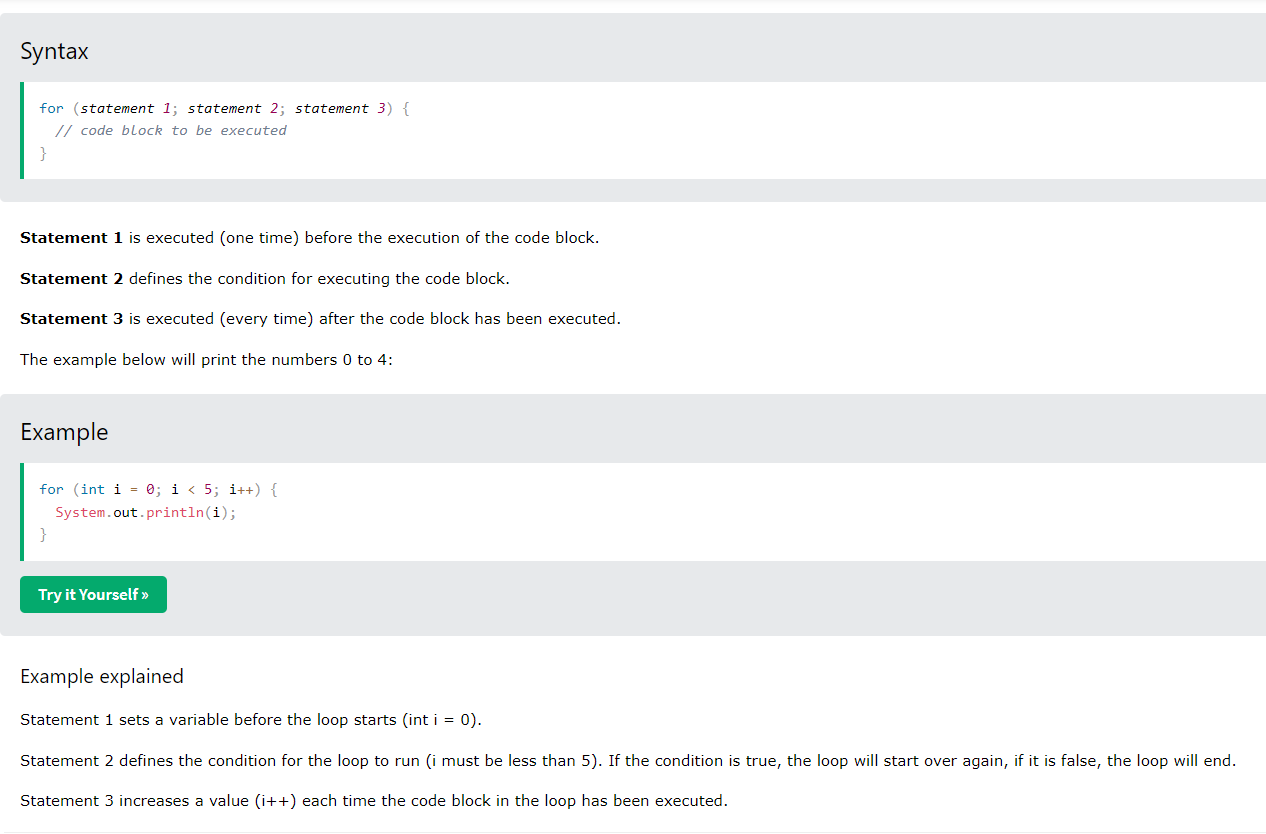 Syntax
for (statement 1; statement 2; statement 3) {
  // code block to be executed
}
Statement 1 is executed (one time) before the execution of the code block.
Statement 2 defines the condition for executing the code block.
Statement 3 is executed (every time) after the code block has been executed.
The example below will print the numbers 0 to 4:
Example
for (int i = 0; i < 5; i++) {
  System.out.println(i);
}
Try it Yourself »
Example explained
Statement 1 sets a variable before the loop starts (int i = 0).
Statement 2 defines the condition for the loop to run (i must be less than 5). If the condition is true, the loop will start over again, if it is false, the loop will end.
Statement 3 increases a value (i++) each time the code block in the loop has been executed.